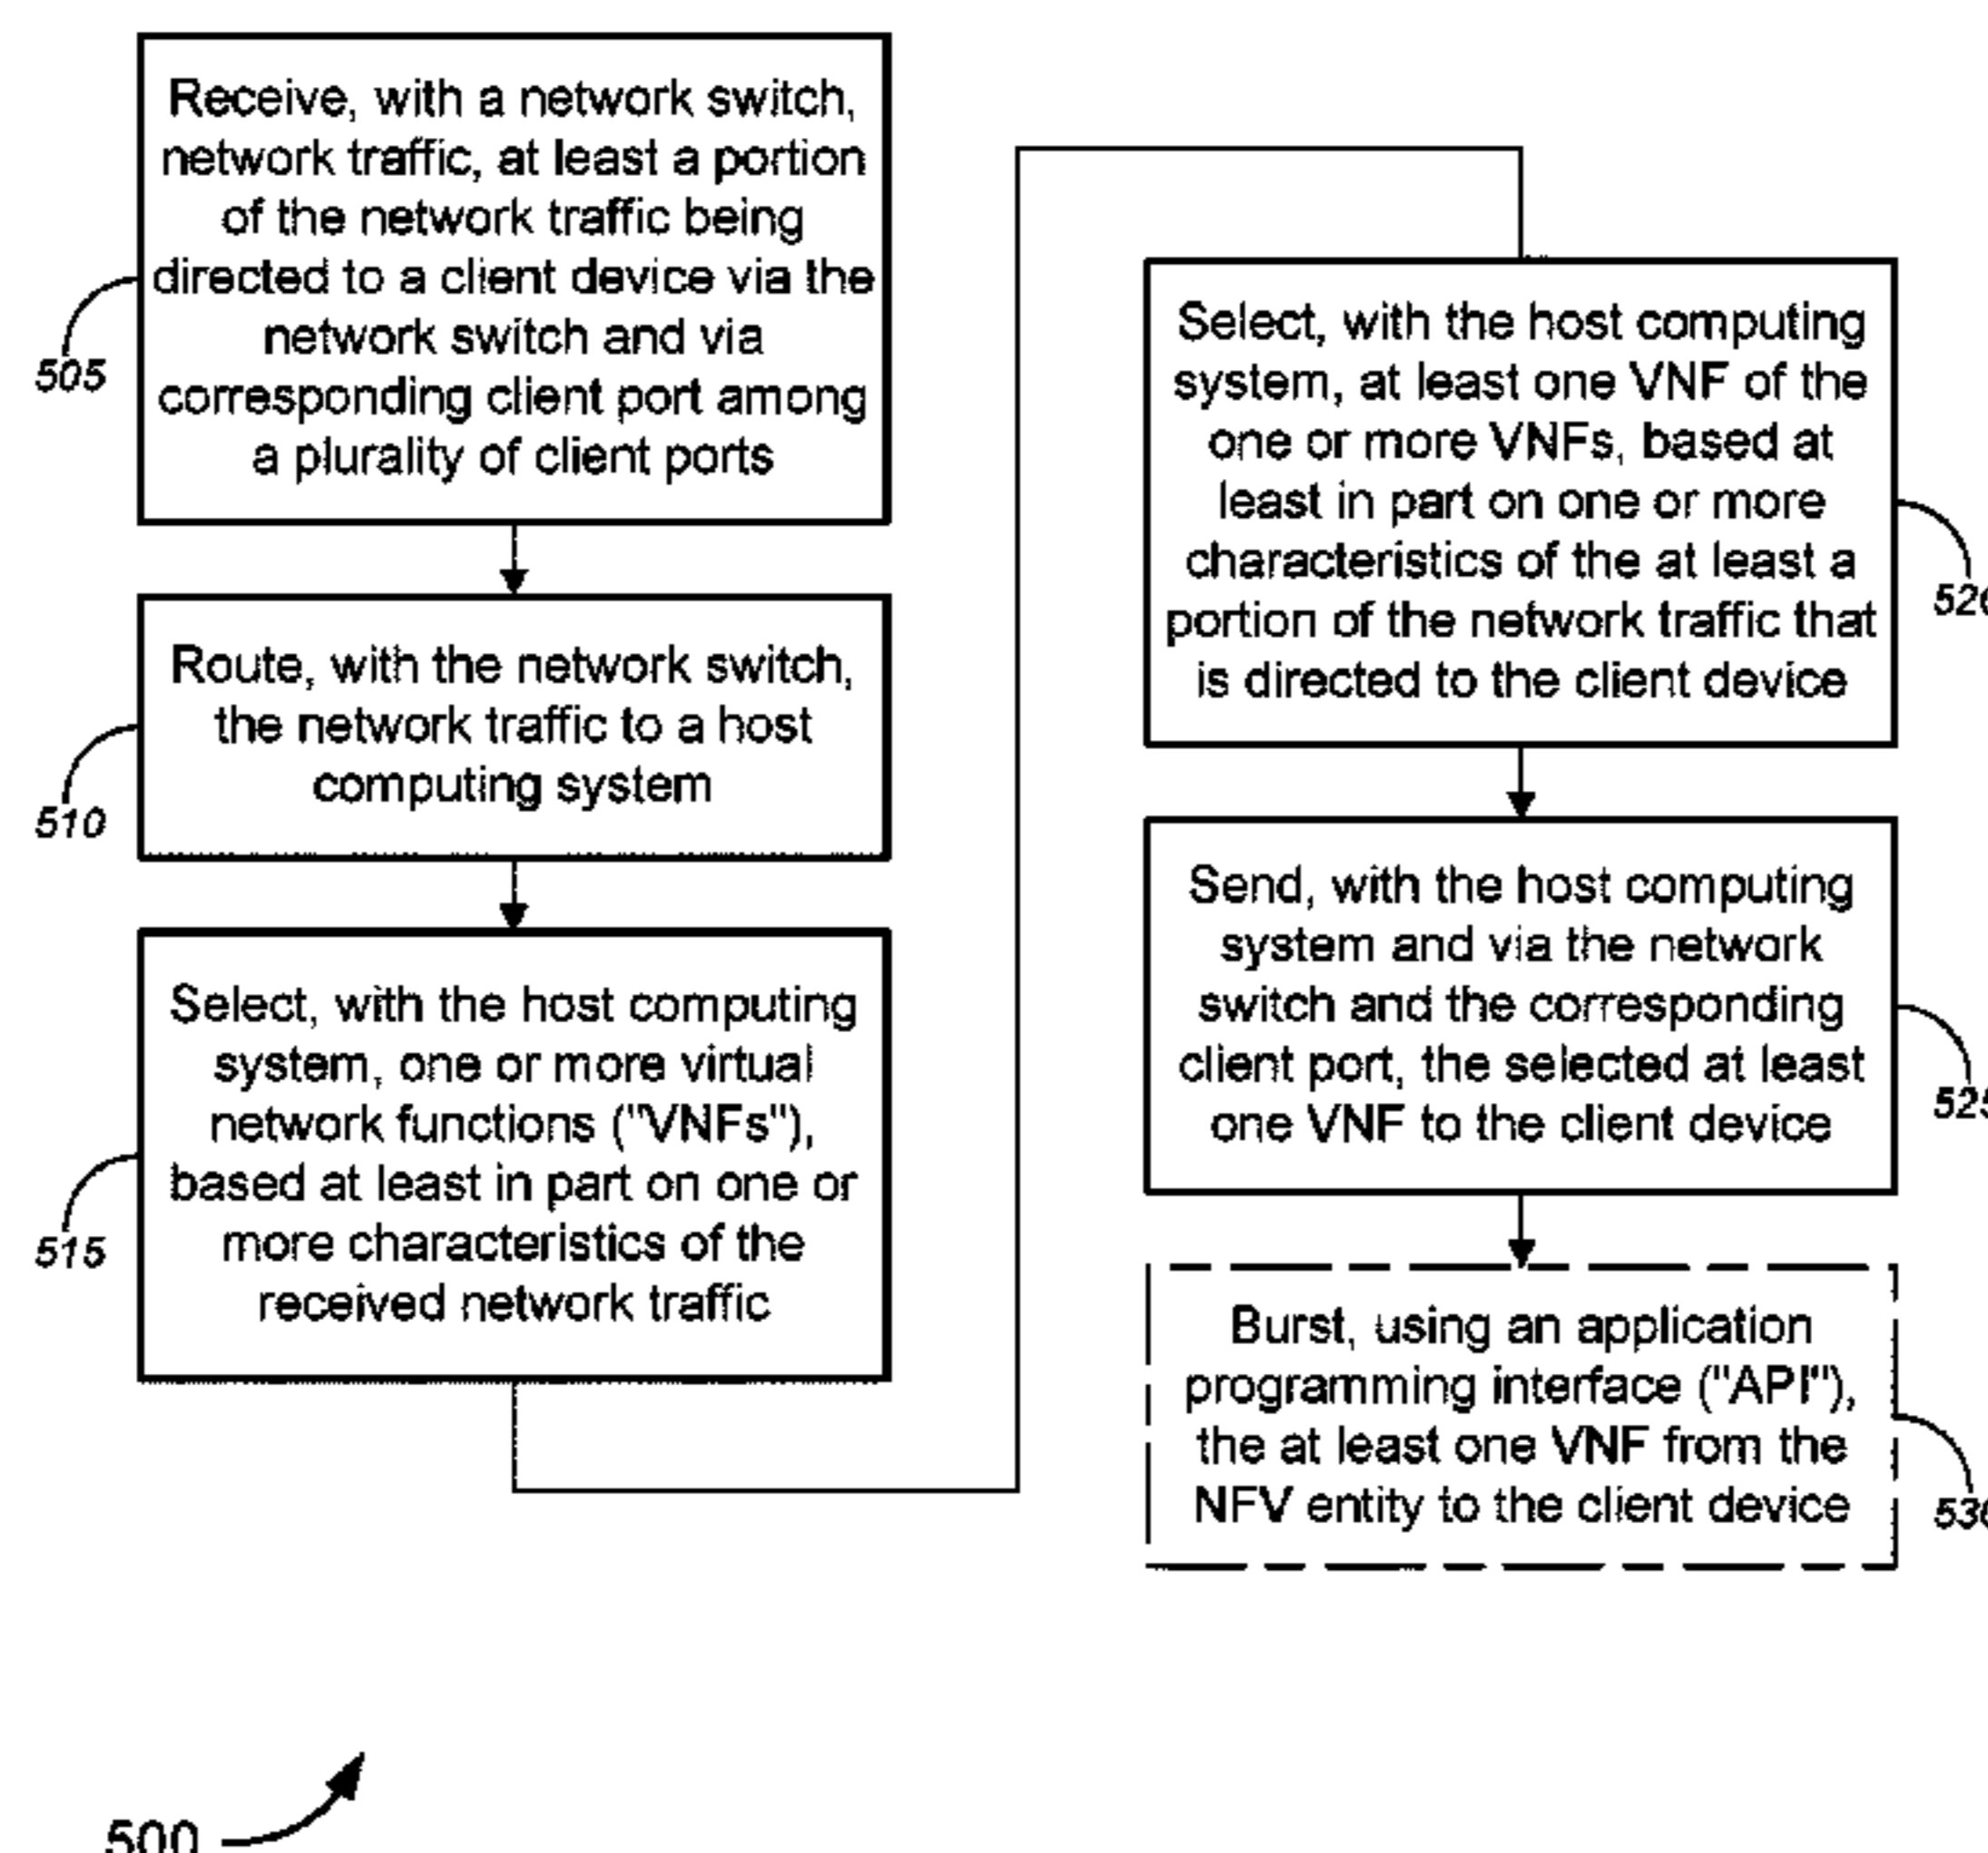 Receive, with a network switch,
network traffic, at least a portion
of the network traffic being
directed to a client device via the
network switch and via
corresponding client port among
a plurality of client ports
505
Route, with the network switch,
the network traffic to a host
computing system
510
Select, with the host computing
system, one or more virtual
network functions ("VNFs"),
based at least in part on one or
more characteristics of the
received network traffic
515
Select, with the host computing
system, at least one VNF of the
one or more VNFs, based at
least in part on one or more
characteristics of the at least a
portion of the network traffic that
is directed to the client device
520
Send, with the host computing
system and via the network
switch and the corresponding
client port, the selected at least
one VNF to the client device
525
Burst, using an application
programming interface ("API"),
the at least one VNF from the
NFV entity to the client device
530
500